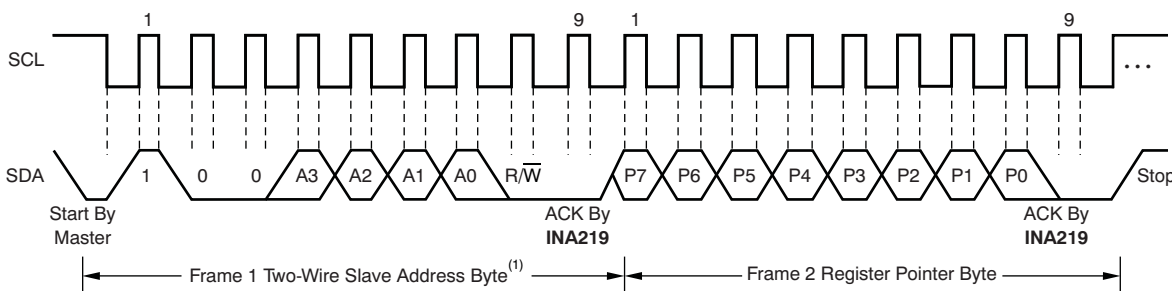 1 9 1 9
SCL ...
SDA 1 0 0 A3 A2 A1 A0 R/W̅ P7 P6 P5 P4 P3 P2 P1 P0 Stop
Start By ACK By ACK By
Master INA219 INA219
Frame 1 Two-Wire Slave Address Byte(1) Frame 2 Register Pointer Byte